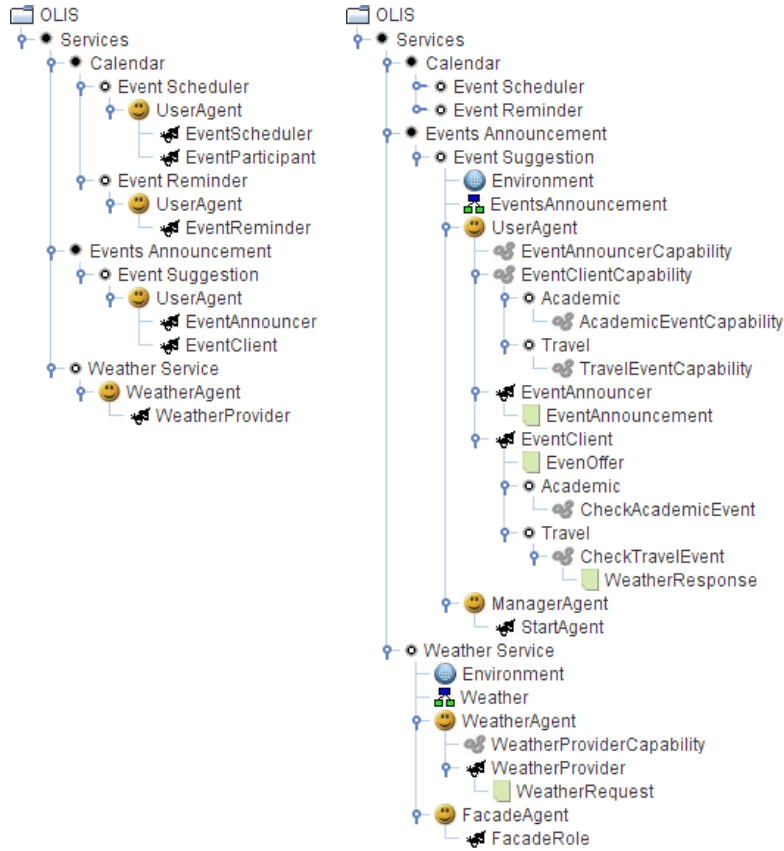 OLIS
Services
Calendar
Event Scheduler
UserAgent
EventScheduler
EventParticipant
Event Reminder
UserAgent
EventReminder
Events Announcement
Event Suggestion
UserAgent
EventAnnouncer
EventClient
Weather Service
WeatherAgent
WeatherProvider
OLIS
Services
Calendar
Event Scheduler
Event Reminder
Events Announcement
Event Suggestion
Environment
EventsAnnouncement
UserAgent
EventAnnouncerCapability
EventClientCapability
Academic
AcademicEventCapability
Travel
TravelEventCapability
EventAnnouncer
EventAnnouncement
EventClient
EvenOffer
Academic
CheckAcademicEvent
Travel
CheckTravelEvent
WeatherResponse
ManagerAgent
StartAgent
Weather Service
Environment
Weather
WeatherAgent
WeatherProviderCapability
WeatherProvider
WeatherRequest
FacadeAgent
FacadeRole